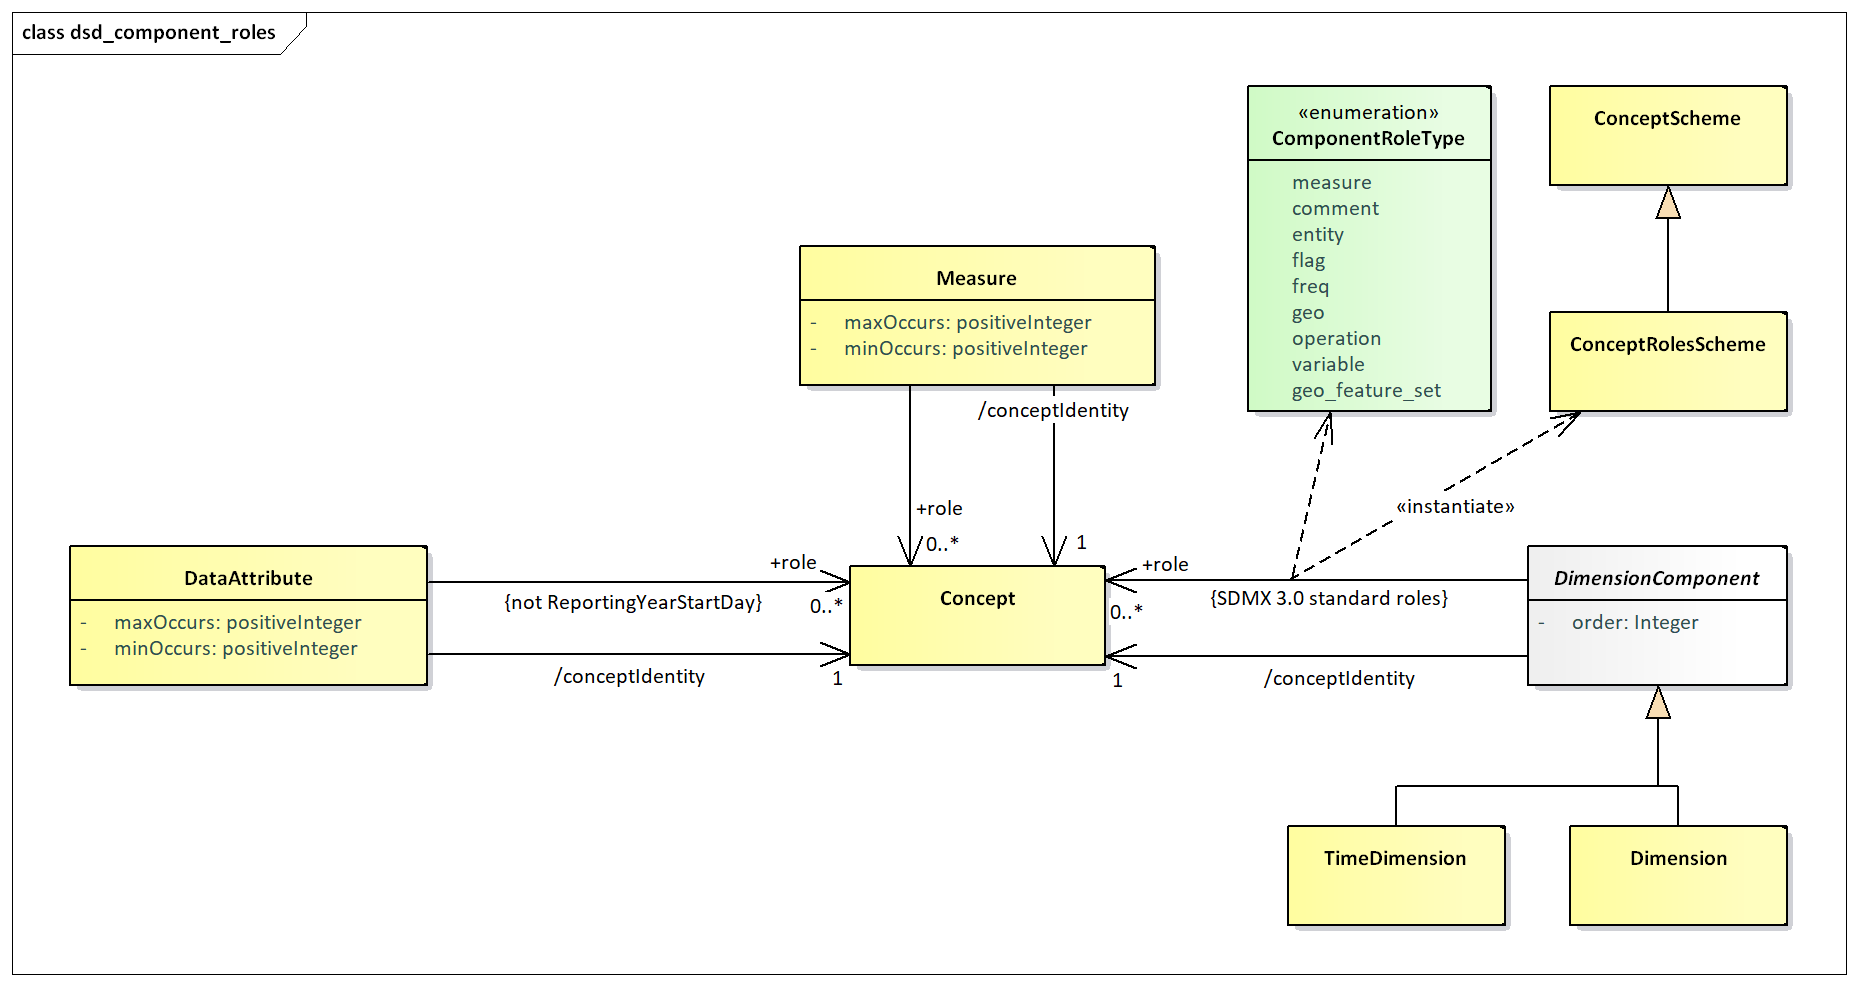 class dsd_component_roles
«enumeration»
ComponentRoleType
measure
comment
entity
flag
freq
geo
operation
variable
geo_feature_set
ConceptScheme
ConceptRolesScheme
Measure
- maxOccurs: positiveInteger
- minOccurs: positiveInteger
/conceptIdentity
+role
0..*
1
«instantiate»
DataAttribute
- maxOccurs: positiveInteger
- minOccurs: positiveInteger
+role
{not ReportingYearStartDay}
0..*
/conceptIdentity
1
Concept
+role
0..*
{SDMX 3.0 standard roles}
1
/conceptIdentity
DimensionComponent
- order: Integer
TimeDimension
Dimension